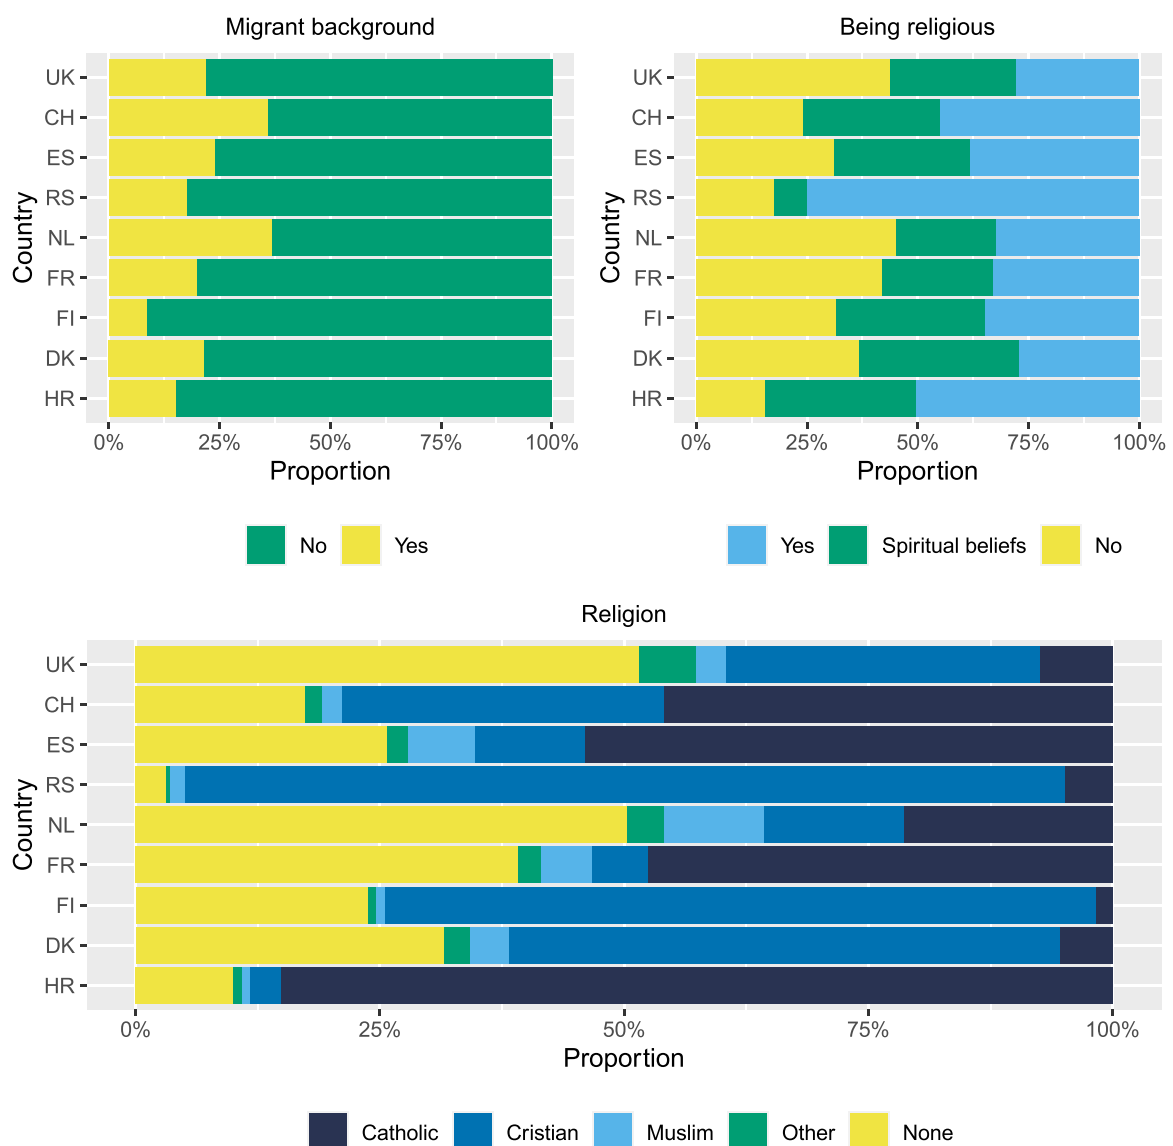 Migrant background
Being religious
Country
UK
CH
ES
RS
NL
FR
FI
DK
HR
0% 25% 50% 75% 100%
Proportion
No Yes
Country
UK
CH
ES
RS
NL
FR
FI
DK
HR
0% 25% 50% 75% 100%
Proportion
Yes Spiritual beliefs No
Religion
Country
UK
CH
ES
RS
NL
FR
FI
DK
HR
0% 25% 50% 75% 100%
Proportion
Catholic Cristian Muslim Other None